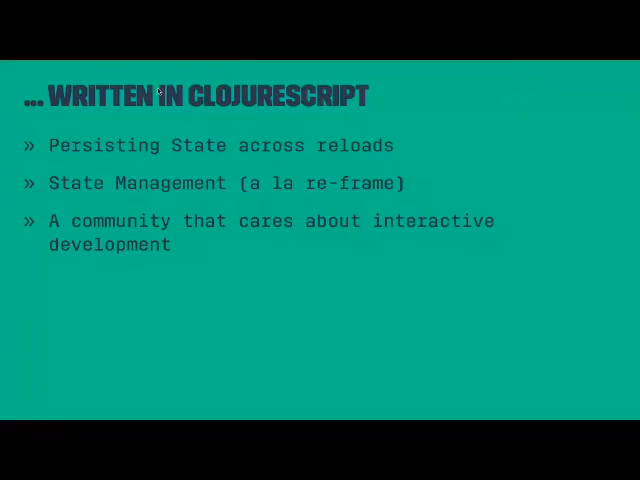 ... WRITTEN IN CLOJURESCRIPT
» Persisting State across reloads
» State Management (a la re-frame)
» A community that cares about interactive
development